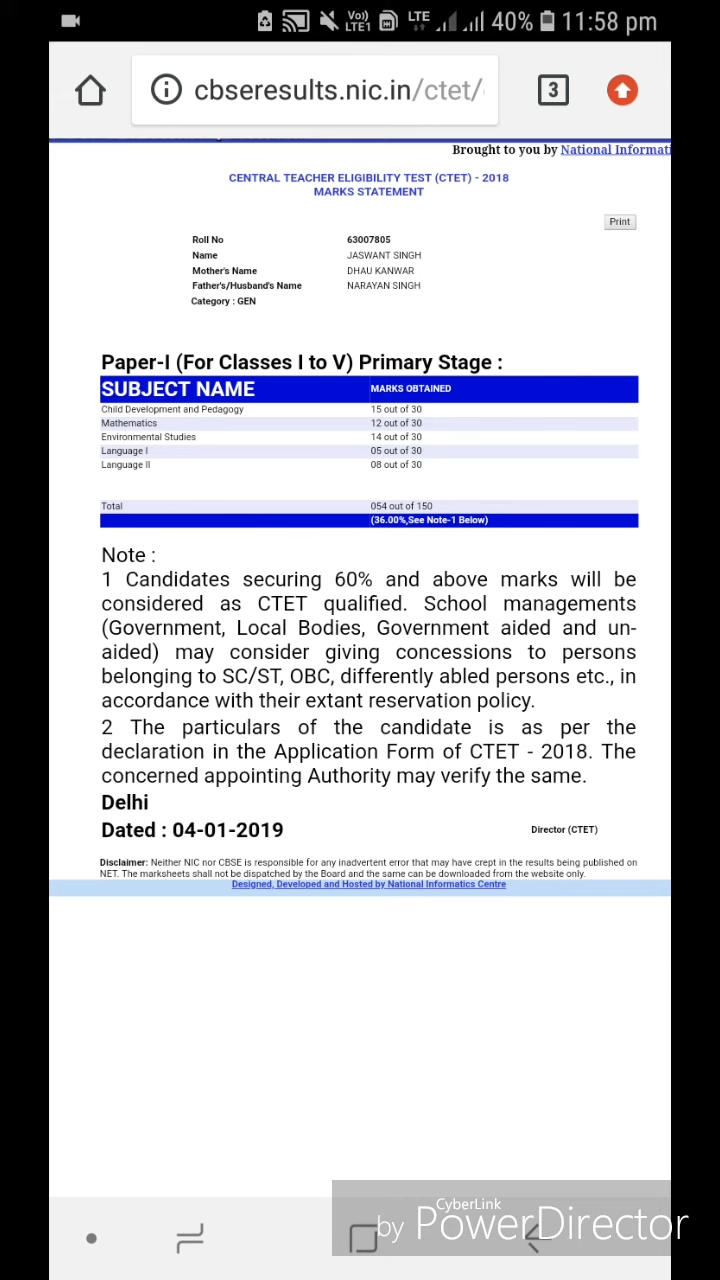 Vo)) LTE1 LTE 40% 11:58 pm
cbseresults.nic.in/ctet/ 3
Brought to you by National Informati
CENTRAL TEACHER ELIGIBILITY TEST (CTET) - 2018
MARKS STATEMENT
Print
Roll No 63007805
Name JASWANT SINGH
Mother's Name DHAU KANWAR
Father's/Husband's Name NARAYAN SINGH
Category : GEN
Paper-I (For Classes I to V) Primary Stage :
SUBJECT NAME MARKS OBTAINED
Child Development and Pedagogy 15 out of 30
Mathematics 12 out of 30
Environmental Studies 14 out of 30
Language I 05 out of 30
Language II 08 out of 30
Total 054 out of 150
(36.00%,See Note-1 Below)
Note :
1 Candidates securing 60% and above marks will be
considered as CTET qualified. School managements
(Government, Local Bodies, Government aided and un-
aided) may consider giving concessions to persons
belonging to SC/ST, OBC, differently abled persons etc., in
accordance with their extant reservation policy.
2 The particulars of the candidate is as per the
declaration in the Application Form of CTET - 2018. The
concerned appointing Authority may verify the same.
Delhi
Dated : 04-01-2019 Director (CTET)
Disclaimer: Neither NIC nor CBSE is responsible for any inadvertent error that may have crept in the results being published on
NET. The marksheets shall not be dispatched by the Board and the same can be downloaded from the website only.
Designed, Developed and Hosted by National Informatics Centre
CyberLink
by PowerDirector